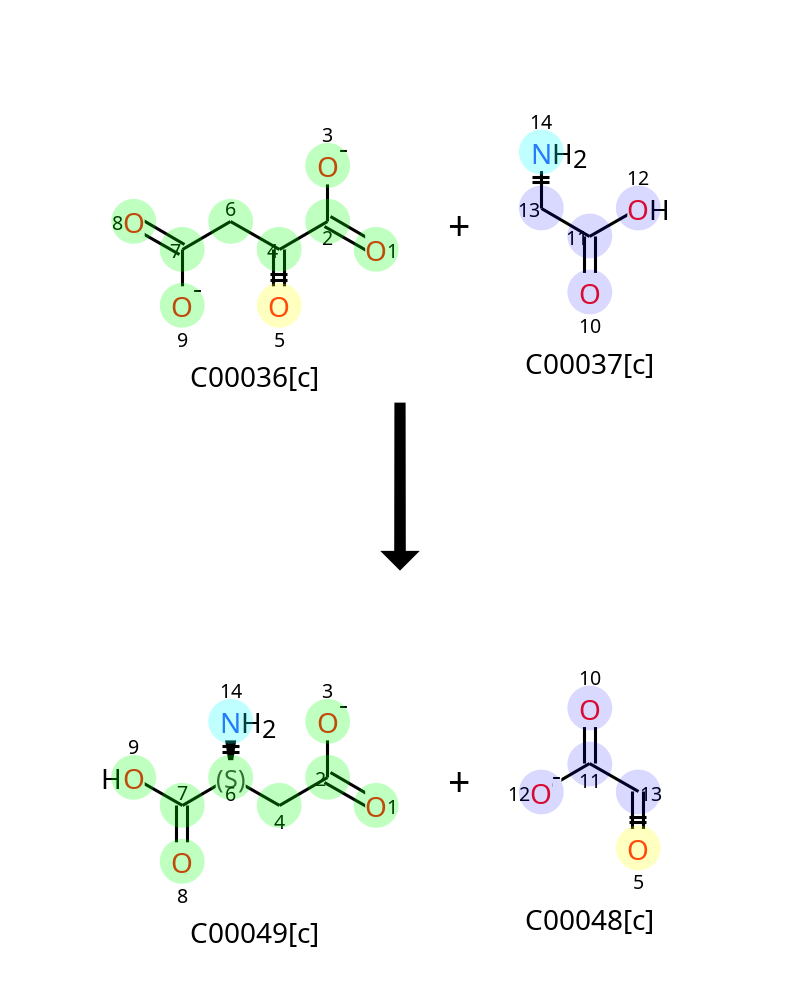 14
3
NH2
O-
12
6
13
OH
8O
2
+
7
4
11
O1
O-
O
O
9
5
10
C00036[c]
C00037[c]
10
14
3
O
NH2
O-
9
HO
(S)
2
+
11
7
6
12O-
13
O1
4
O
O
8
5
C00049[c]
C00048[c]